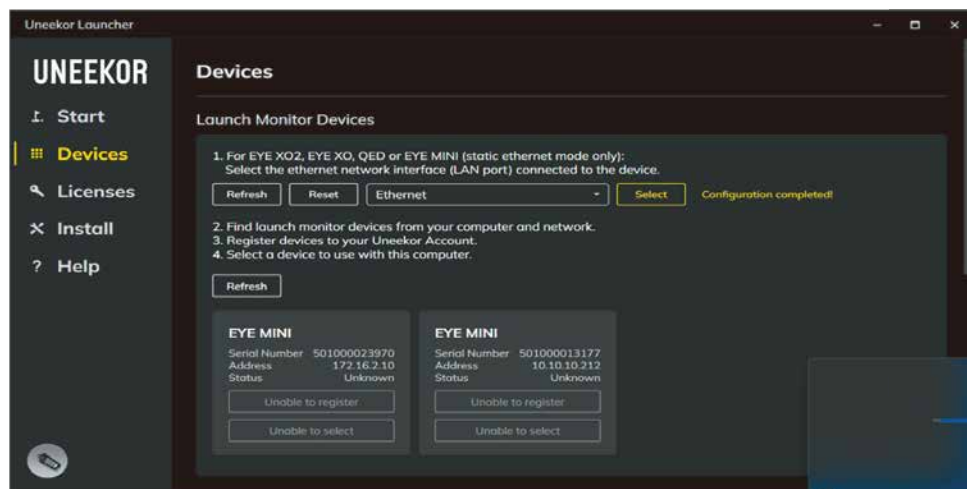 Uneekor Launcher
UNEEKOR
Start
Devices
Licenses
Install
? Help
Devices
Launch Monitor Devices
1. For EYE XO2, EYE XO, QED or EYE MINI (static ethernet mode only):
Select the ethernet network interface (LAN port) connected to the device.
Refresh Reset Ethernet Select Configuration completed!
2. Find launch monitor devices from your computer and network.
3. Register devices to your Uneekor Account.
4. Select a device to use with this computer.
Refresh
EYE MINI
Serial Number 501000023970
Address 172.16.2.10
Status Unknown
Unable to register
Unable to select
EYE MINI
Serial Number 501000013177
Address 10.10.10.212
Status Unknown
Unable to register
Unable to select